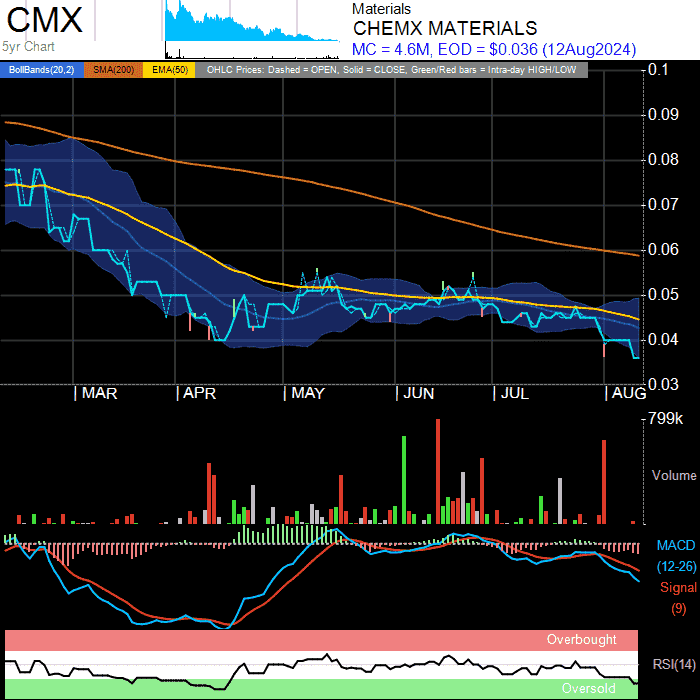 CMX
5yr Chart
Materials
CHEMX MATERIALS
MC = 4.6M, EOD = $0.036 (12Aug2024)
BollBands(20,2) SMA(200) EMA(50) OHLC Prices: Dashed = OPEN, Solid = CLOSE, Green/Red bars = Intra-day HIGH/LOW
0.1
0.09
0.08
0.07
0.06
0.05
0.04
0.03
MAR APR MAY JUN JUL AUG
799k
Volume
MACD
(12-26)
Signal
(9)
Overbought
RSI(14)
Oversold